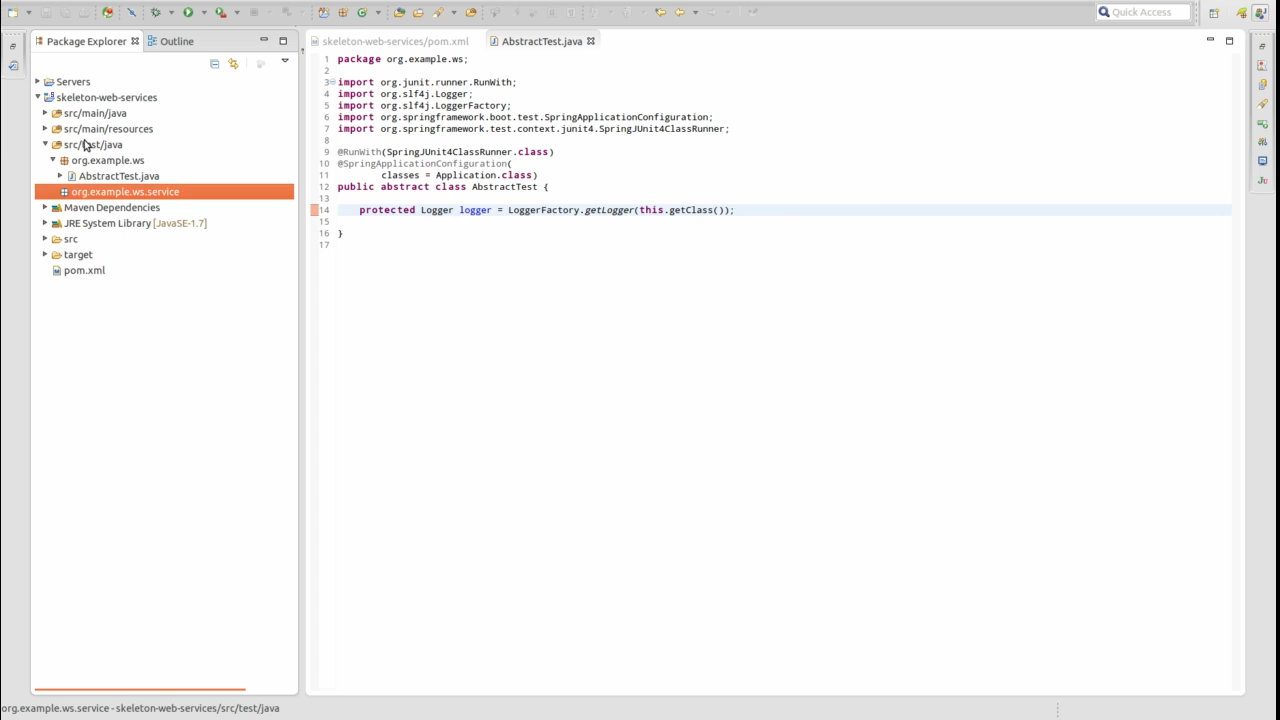 Quick Access
Package Explorer
Outline
skeleton-web-services/pom.xml
AbstractTest.java
Servers
skeleton-web-services
src/main/java
src/main/resources
src/test/java
org.example.ws
AbstractTest.java
org.example.ws.service
Maven Dependencies
JRE System Library [JavaSE-1.7]
src
target
pom.xml
1 package org.example.ws;
2
3 import org.junit.runner.RunWith;
4 import org.slf4j.Logger;
5 import org.slf4j.LoggerFactory;
6 import org.springframework.boot.test.SpringApplicationConfiguration;
7 import org.springframework.test.context.junit4.SpringJUnit4ClassRunner;
8
9 @RunWith(SpringJUnit4ClassRunner.class)
10 @SpringApplicationConfiguration(
11 classes = Application.class)
12 public abstract class AbstractTest {
13
14 protected Logger logger = LoggerFactory.getLogger(this.getClass());
15
16 }
17
org.example.ws.service - skeleton-web-services/src/test/java